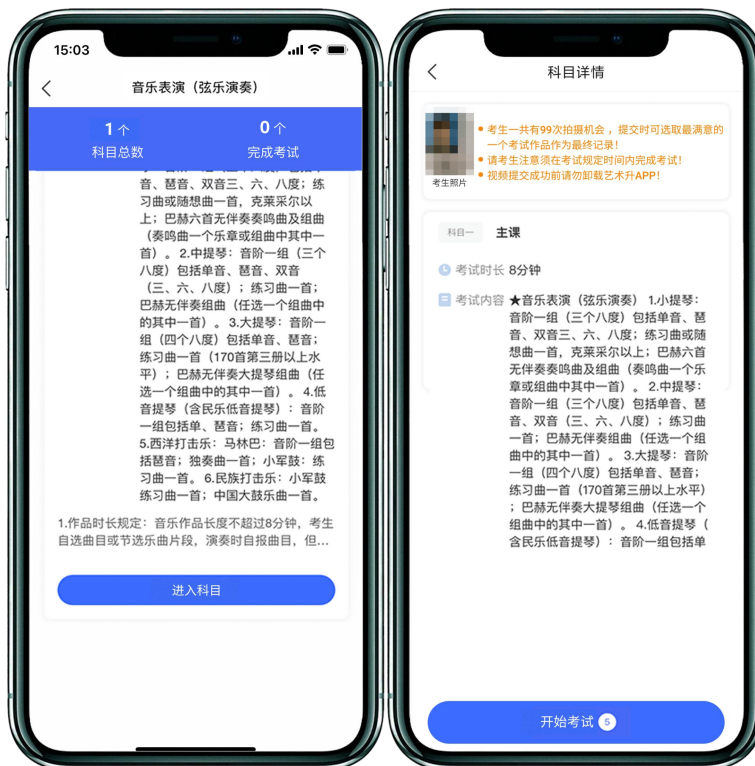 15:03
音乐表演（弦乐演奏）
1个
科目总数
0个
完成考试
音、琶音、双音三、六、八度；练
习曲或随想曲一首，克莱采尔以
上；巴赫六首无伴奏奏鸣曲及组曲
（奏鸣曲一个乐章或组曲中其中一
首）。2.中提琴：音阶一组（三个
八度）包括单音、琶音、双音
（三、六、八度）；练习曲一首；
巴赫无伴奏组曲（任选一个组曲中
的其中一首）。3.大提琴：音阶一
组（四个八度）包括单音、琶音；
练习曲一首（170首第三册以上水
平）；巴赫无伴奏大提琴组曲（任
选一个组曲中的其中一首）。4.低
音提琴（含民乐低音提琴）：音阶
一组包括单、琶音；练习曲一首。
5.西洋打击乐：马林巴：音阶一组包
括琶音；独奏曲一首；小军鼓：练
习曲一首。6.民族打击乐：小军鼓
练习曲一首；中国大鼓乐曲一首。
1.作品时长规定：音乐作品长度不超过8分钟，考生
自选曲目或节选乐曲片段，演奏时自报曲目，但...
进入科目
科目详情
考生照片
考生一共有99次拍摄机会，提交时可选取最满意的
一个考试作品作为最终记录！
请考生注意须在考试规定时间内完成考试！
视频提交成功前请勿卸载艺术升APP！
科目一 主课
考试时长 8分钟
考试内容 ★音乐表演（弦乐演奏） 1.小提琴：
音阶一组（三个八度）包括单音、琶
音、双音三、六、八度；练习曲或随
想曲一首，克莱采尔以上；巴赫六首
无伴奏奏鸣曲及组曲（奏鸣曲一个乐
章或组曲中其中一首）。2.中提琴：
音阶一组（三个八度）包括单音、琶
音、双音（三、六、八度）；练习曲
一首；巴赫无伴奏组曲（任选一个组
曲中的其中一首）。3.大提琴：音阶
一组（四个八度）包括单音、琶音；
练习曲一首（170首第三册以上水平）
；巴赫无伴奏大提琴组曲（任选一个
组曲中的其中一首）。4.低音提琴（
含民乐低音提琴）：音阶一组包括单
开始考试 5